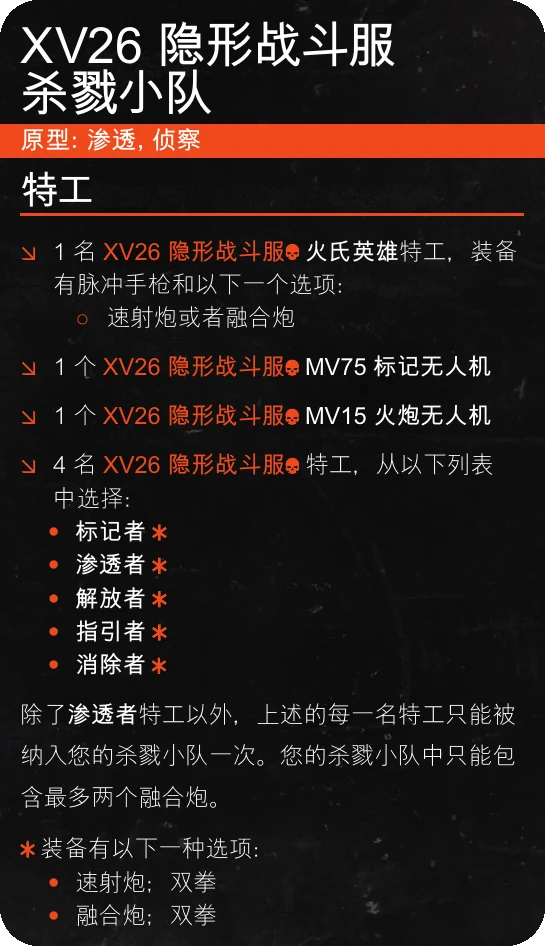 XV26 隐形战斗服
杀戮小队
原型: 渗透, 侦察
特工
1 名 XV26 隐形战斗服 火氏英雄特工，装备
有脉冲手枪和以下一个选项:
速射炮或者融合炮
1 个 XV26 隐形战斗服 MV75 标记无人机
1 个 XV26 隐形战斗服 MV15 火炮无人机
4 名 XV26 隐形战斗服 特工，从以下列表
中选择:
标记者*
渗透者*
解放者*
指引者*
消除者*
除了渗透者特工以外，上述的每一名特工只能被
纳入您的杀戮小队一次。您的杀戮小队中只能包
含最多两个融合炮。
* 装备有以下一种选项:
速射炮；双拳
融合炮；双拳